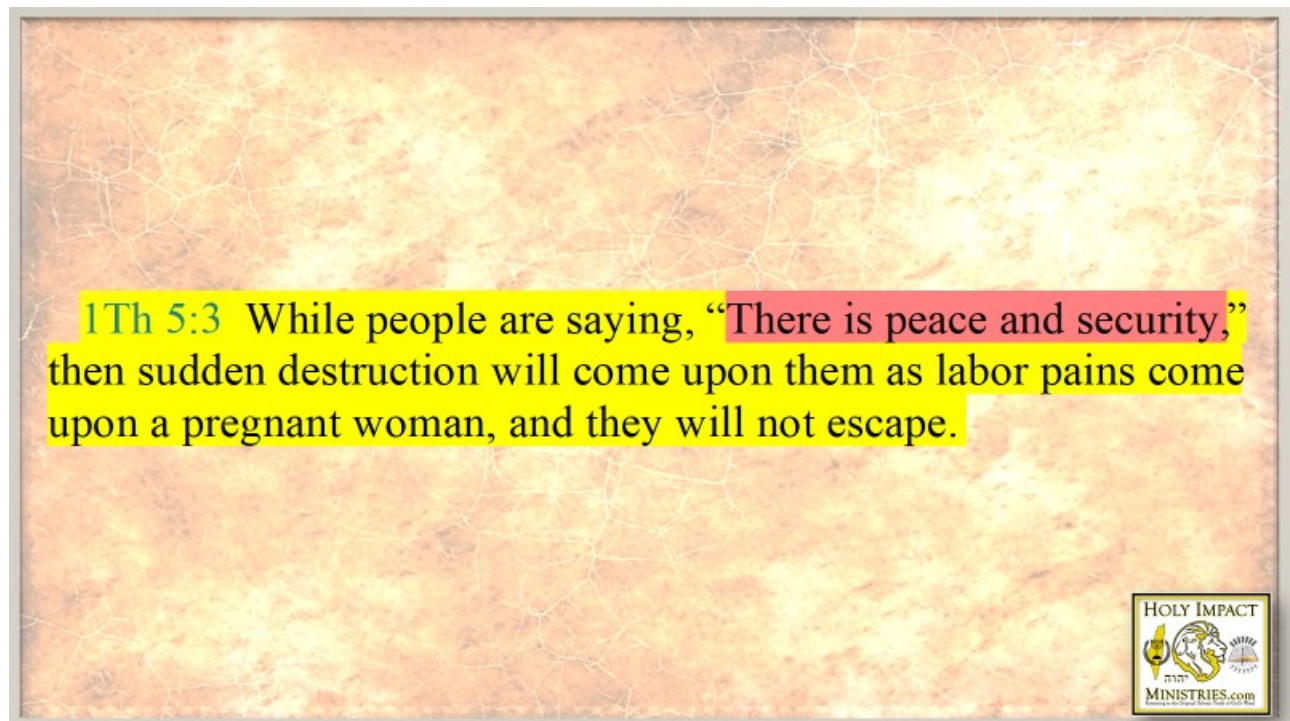 1Th 5:3 While people are saying, “There is peace and security,”
then sudden destruction will come upon them as labor pains come
upon a pregnant woman, and they will not escape.
HOLY IMPACT
יהוה
MINISTRIES.com